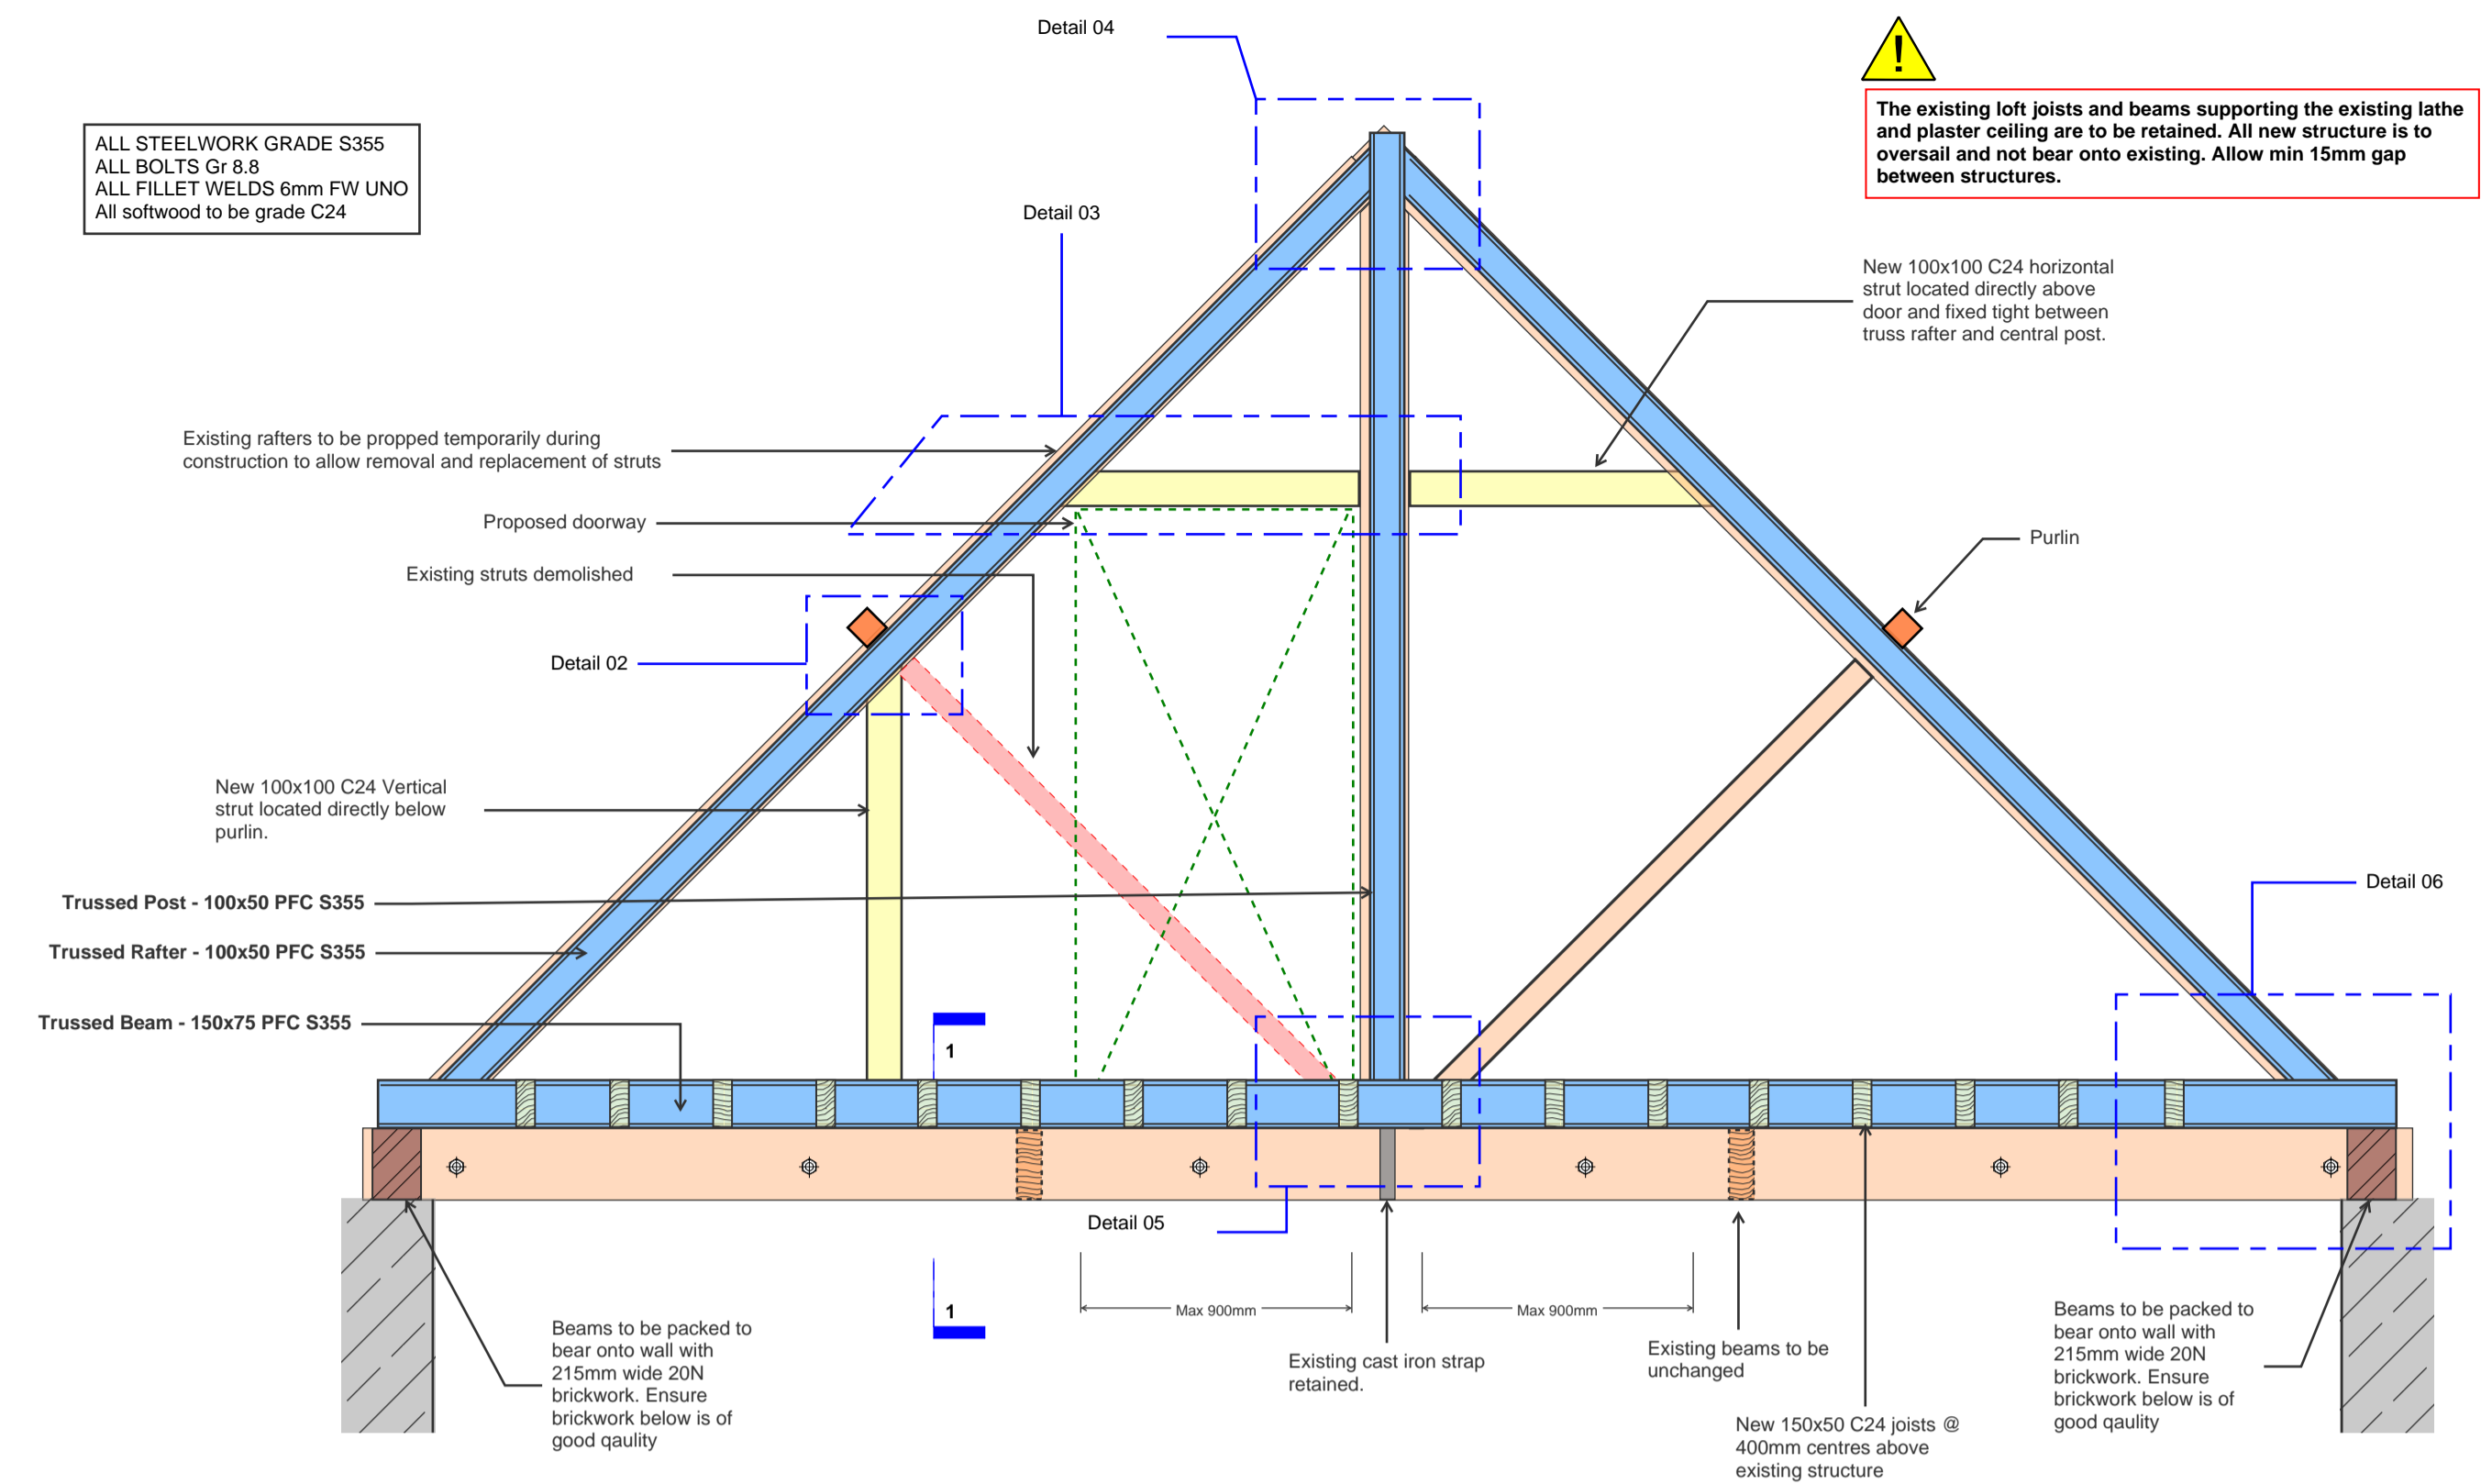 Detail 04
The existing loft joists and beams supporting the existing lathe
and plaster ceiling are to be retained. All new structure is to
oversail and not bear onto existing. Allow min 15mm gap
between structures.
ALL STEELWORK GRADE S355
ALL BOLTS Gr 8.8
ALL FILLET WELDS 6mm FW UNO
All softwood to be grade C24
Detail 03
New 100x100 C24 horizontal
strut located directly above
door and fixed tight between
truss rafter and central post.
Existing rafters to be propped temporarily during
construction to allow removal and replacement of struts
Proposed doorway
Purlin
Existing struts demolished
Detail 02
New 100x100 C24 Vertical
strut located directly below
purlin.
Trussed Post - 100x50 PFC S355
Detail 06
Trussed Rafter - 100x50 PFC S355
Trussed Beam - 150x75 PFC S355
1
Detail 05
1
Max 900mm
Max 900mm
Beams to be packed to
bear onto wall with
215mm wide 20N
brickwork. Ensure
brickwork below is of
good qaulity
Existing cast iron strap
retained.
Existing beams to be
unchanged
New 150x50 C24 joists @
400mm centres above
existing structure
Beams to be packed to
bear onto wall with
215mm wide 20N
brickwork. Ensure
brickwork below is of
good qaulity